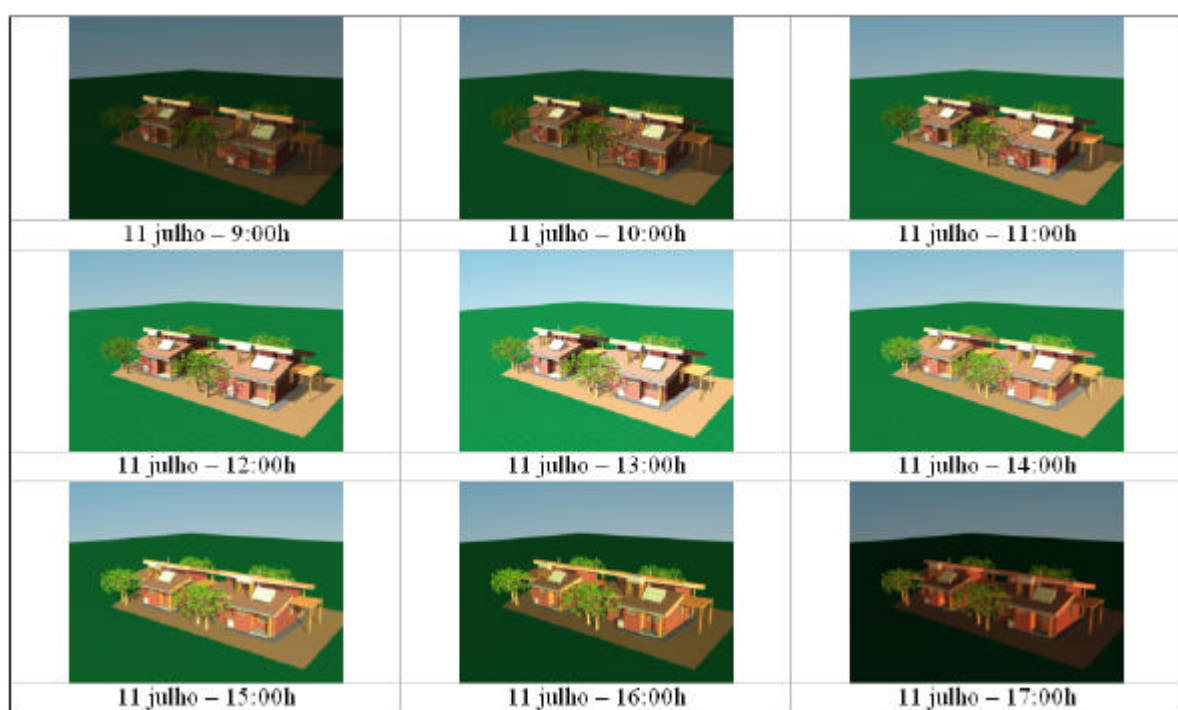 11 julho – 9:00h
11 julho – 10:00h
11 julho – 11:00h
11 julho – 12:00h
11 julho – 13:00h
11 julho – 14:00h
11 julho – 15:00h
11 julho – 16:00h
11 julho – 17:00h